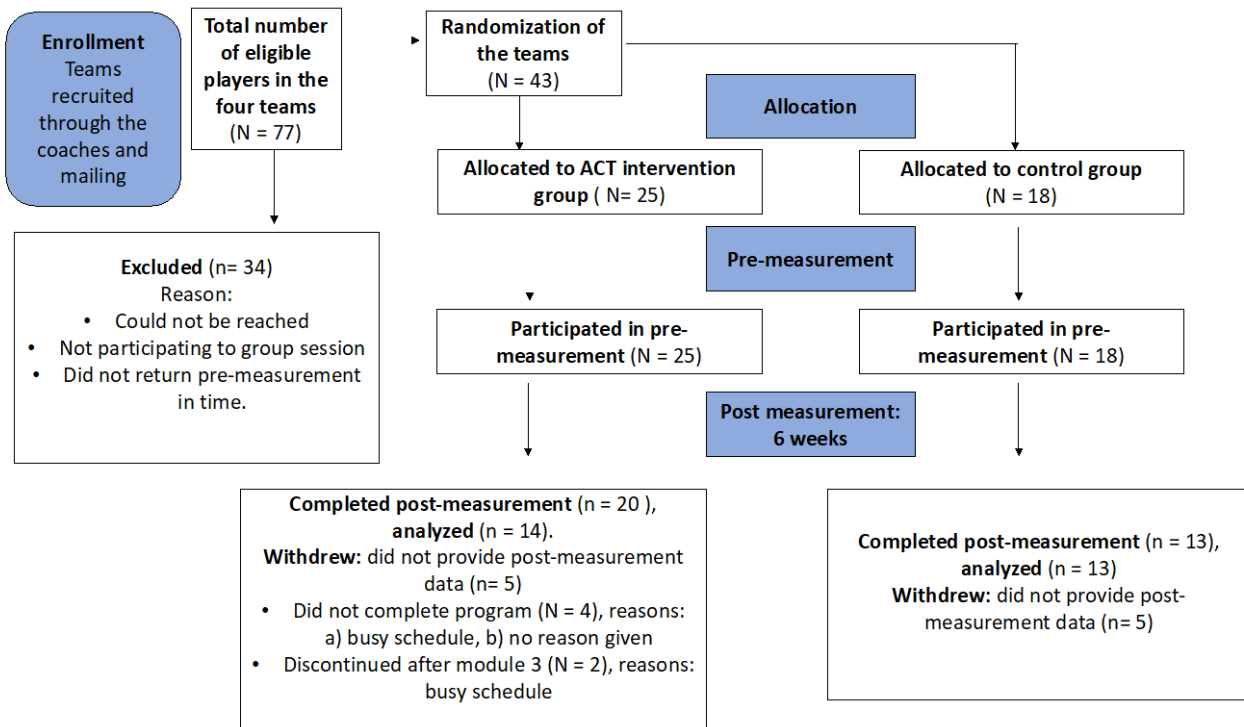 Enrollment
Teams
recruited
through the
coaches and
mailing
Total number
of eligible
players in the
four teams
(N = 77)
Randomization of
the teams
(N = 43)
Allocation
Allocated to ACT intervention
group ( N= 25)
Allocated to control group
(N = 18)
Excluded (n= 34)
Reason:
• Could not be reached
• Not participating to group session
• Did not return pre-measurement
in time.
Pre-measurement
Participated in pre-
measurement (N = 25)
Participated in pre-
measurement (N = 18)
Post measurement:
6 weeks
Completed post-measurement (n = 20 ),
analyzed (n = 14).
Withdrew: did not provide post-measurement
data (n= 5)
• Did not complete program (N = 4), reasons:
a) busy schedule, b) no reason given
• Discontinued after module 3 (N = 2), reasons:
busy schedule
Completed post-measurement (n = 13),
analyzed (n = 13)
Withdrew: did not provide post-
measurement data (n= 5)